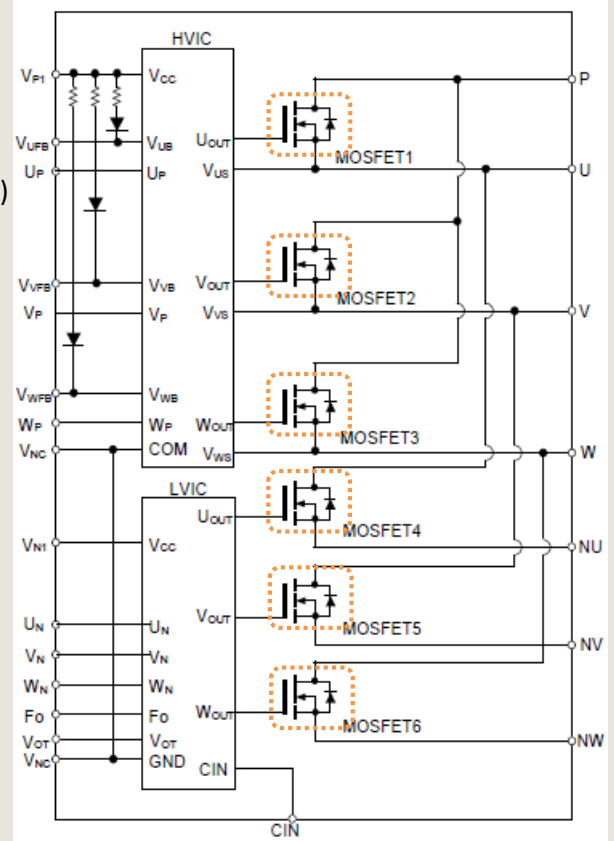 HVIC
VP1
VCC
P
VUFB
VUB
UOUT
MOSFET1
UP
UP
VUS
U
)
VVFB
VVB
VOUT
MOSFET2
VP
VP
VVS
V
VWFB
VWB
WP
WP
WOUT
MOSFET3
VNC
COM
VWS
W
LVIC
UOUT
MOSFET4
VN1
VCC
NU
UN
UN
VOUT
MOSFET5
VN
VN
NV
WN
WN
Fo
Fo
WOUT
MOSFET6
VOT
VOT
NW
VNC
GND
CIN
CIN